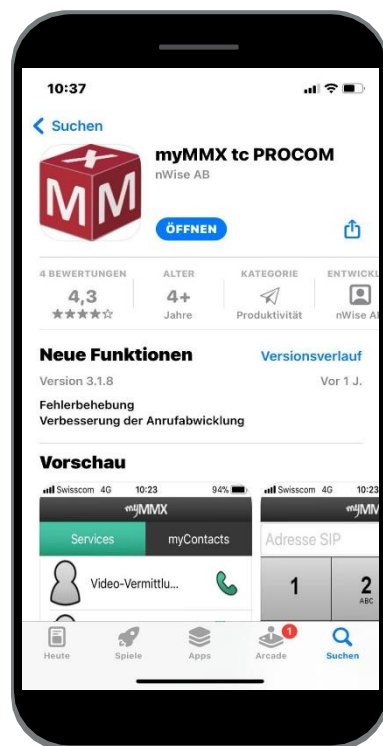 10:37
Suchen
MMX
myMMX tc PROCOM
nWise AB
ÖFFNEN
4 BEWERTUNGEN ALTER KATEGORIE ENTWICKL
4,3 4+
Jahre Produktivität nWise AB
Neue Funktionen Versionsverlauf
Version 3.1.8 Vor 1 J.
Fehlerbehebung
Verbesserung der Anrufabwicklung
Vorschau
Swisscom 4G 10:23 94% Swisscom 4G 10:23
myMMX myMM
Services myContacts Adresse SIP
Video-Vermittlu... 1 2
ABC
1
Heute Spiele Apps Arcade Suchen